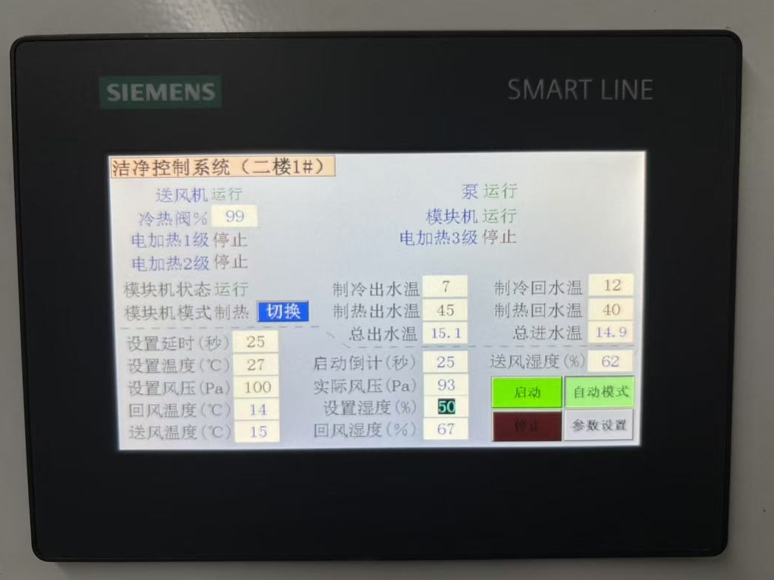 SIEMENS
SMART LINE
洁净控制系统（二楼1#）
送风机 运行
泵 运行
冷热阀% 99
模块机 运行
电加热1级 停止
电加热3级 停止
电加热2级 停止
模块机状态 运行
制冷出水温 7
制冷回水温 12
模块机模式 制热 切换
制热出水温 45
制热回水温 40
总出水温 15.1
总进水温 14.9
设置延时(秒) 25
启动倒计(秒) 25
送风湿度(%) 62
设置温度(℃) 27
实际风压(Pa) 93
启动 自动模式
设置风压(Pa) 100
设置湿度(%) 50
回风温度(℃) 14
回风湿度(%) 67
停止 参数设置
送风温度(℃) 15